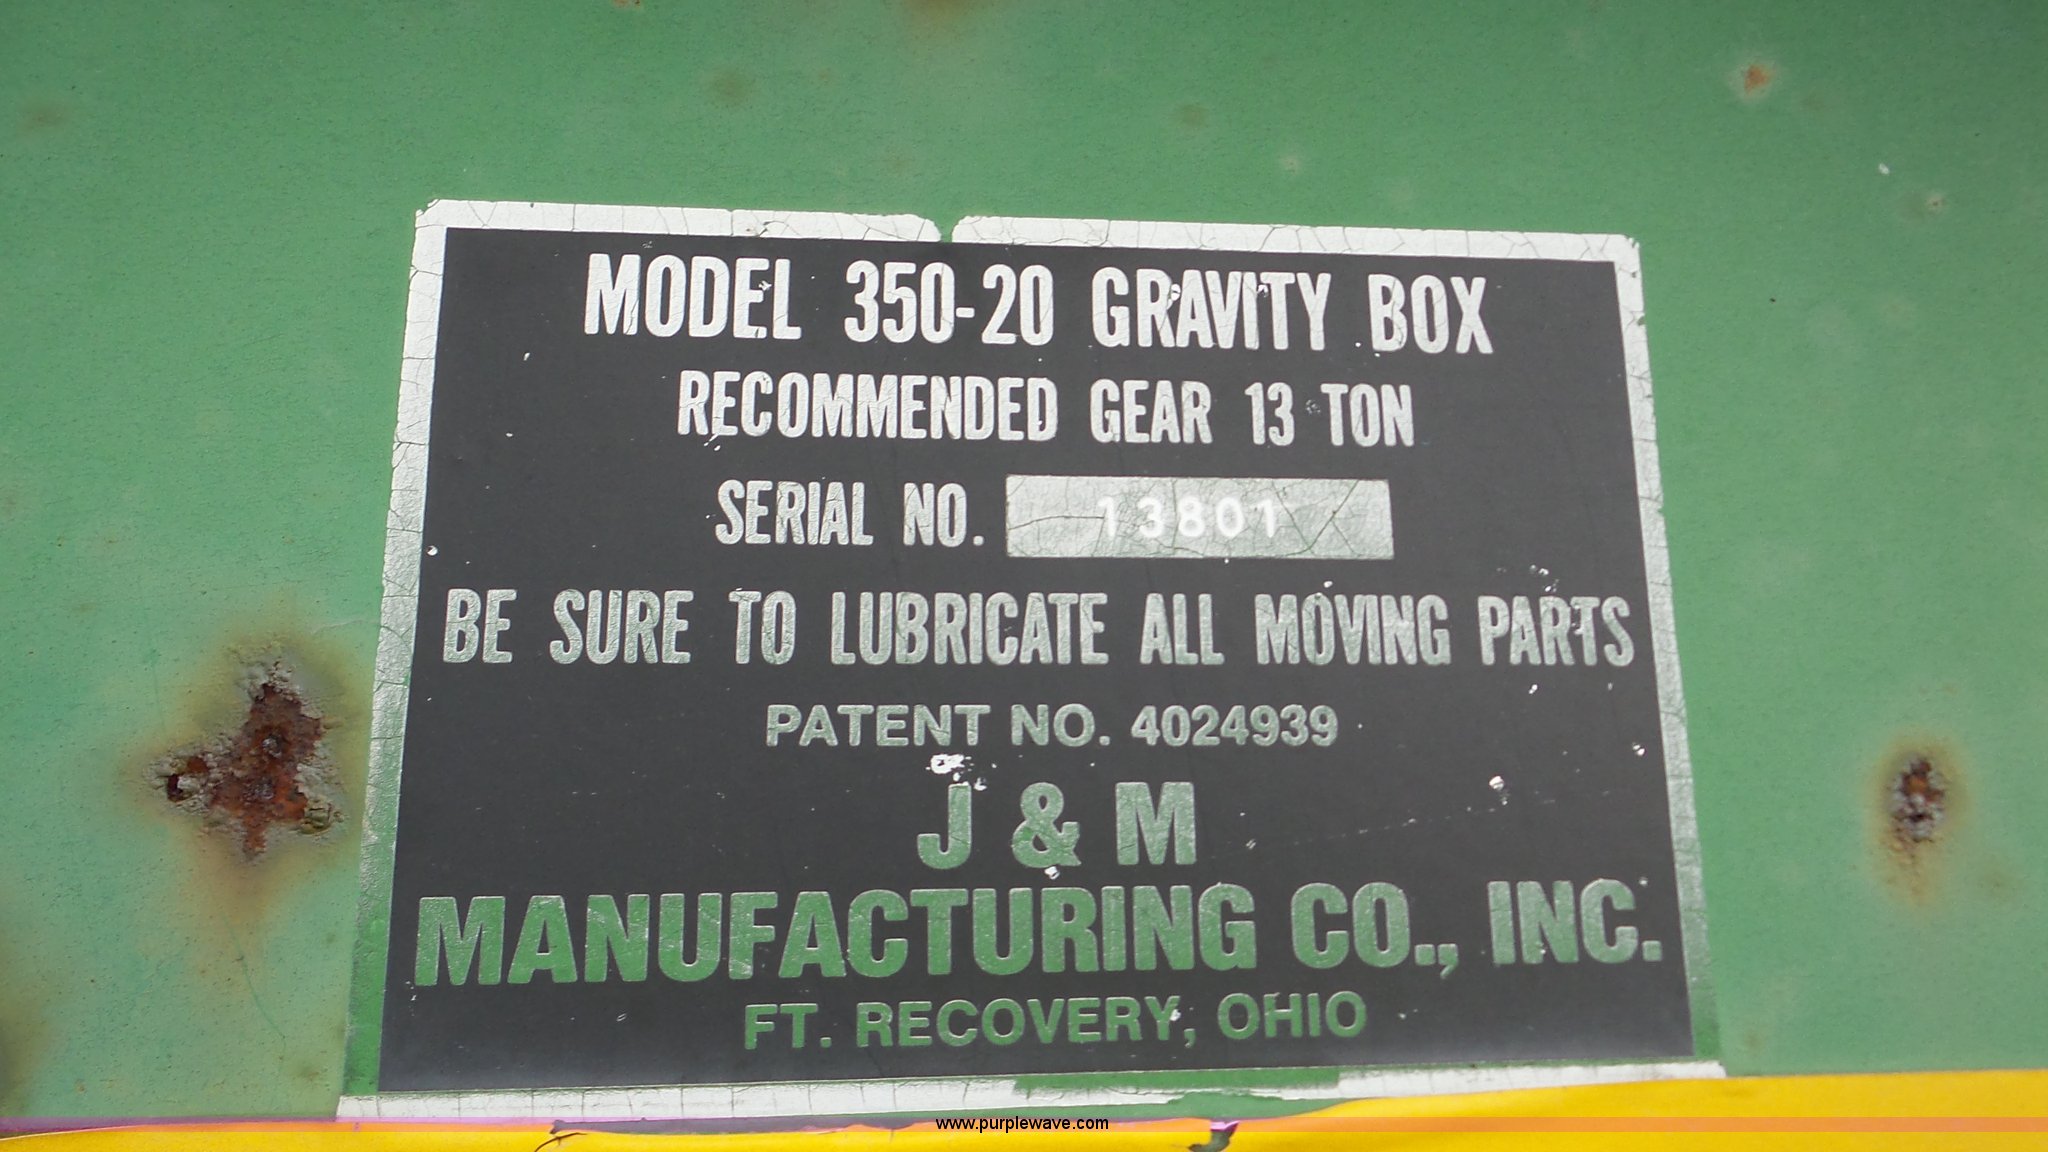 MODEL 350-20 GRAVITY BOX
RECOMMENDED GEAR 13 TON
SERIAL NO. 13801
BE SURE TO LUBRICATE ALL MOVING PARTS
PATENT NO. 4024939
J & M
MANUFACTURING CO., INC.
FT. RECOVERY, OHIO
www.purplewave.com